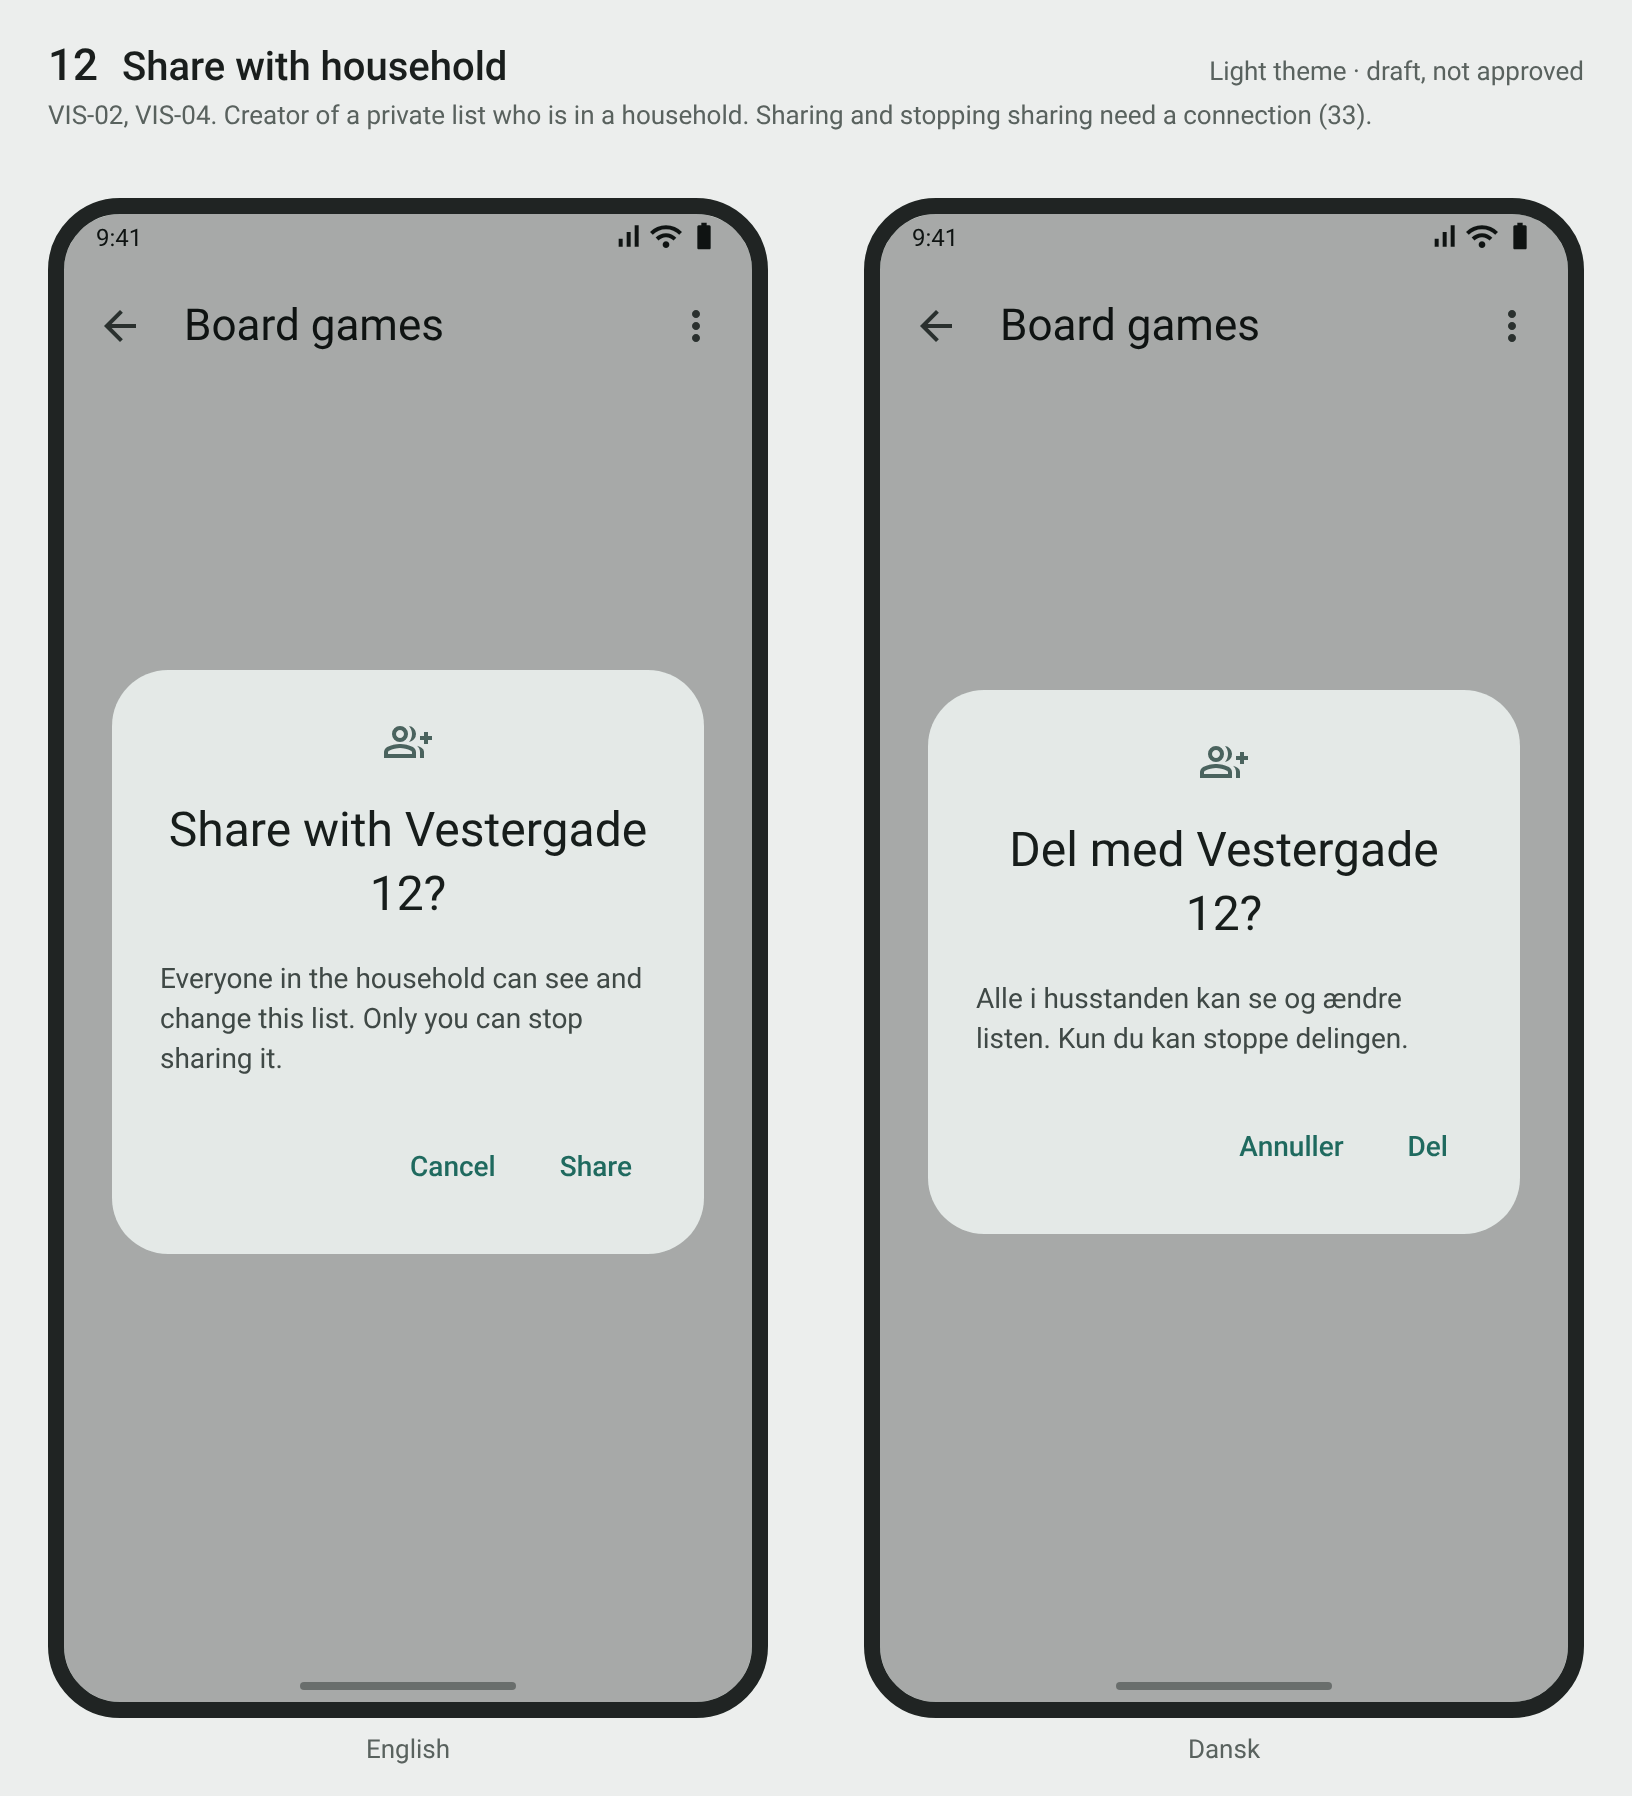 12 Share with household
Light theme · draft, not approved
VIS-02, VIS-04. Creator of a private list who is in a household. Sharing and stopping sharing need a connection (33).
9:41
Board games
Share with Vestergade
12?
Everyone in the household can see and
change this list. Only you can stop
sharing it.
Cancel Share
English
9:41
Board games
Del med Vestergade
12?
Alle i husstanden kan se og ændre
listen. Kun du kan stoppe delingen.
Annuller Del
Dansk